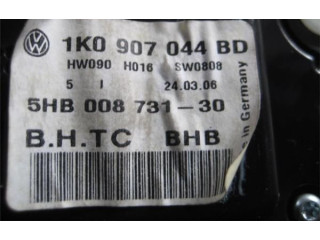 1K0 907 044 BD
HW090 H016 SW0808
5 I 24.03.06
5HB 008 731-30
B.H.TC BHB
in Germany